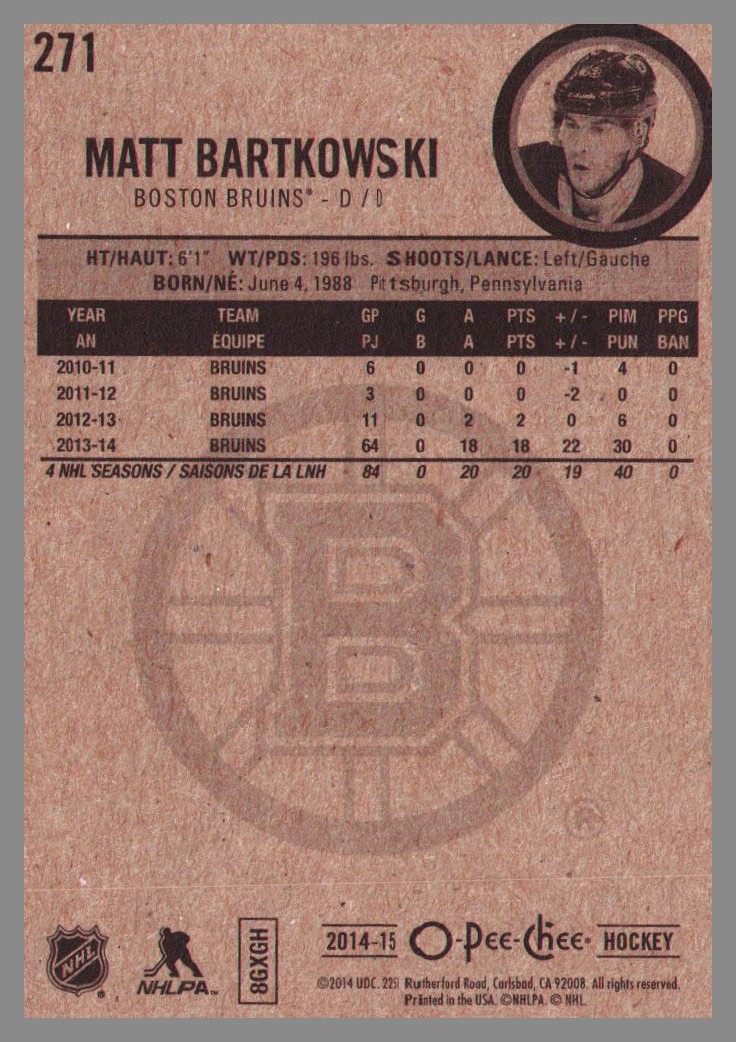 271
MATT BARTKOWSKI
BOSTON BRUINS® - D / D
HT/HAUT: 6'1" WT/PDS: 196 lbs. SHOOTS/LANCE: Left/Gauche
BORN/NÉ: June 4, 1988 Pittsburgh, Pennsylvania
YEAR TEAM GP G A PTS +/- PIM PPG
AN ÉQUIPE PJ B A PTS +/- PUN BAN
2010-11 BRUINS 6 0 0 0 -1 4 0
2011-12 BRUINS 3 0 0 0 -2 0 0
2012-13 BRUINS 11 0 2 2 0 6 0
2013-14 BRUINS 64 0 18 18 22 30 0
4 NHL SEASONS / SAISONS DE LA LNH 84 0 20 20 19 40 0
B
®
NHL ® NHLPA™ 8GXGH 2014-15 O-Pee-Chee® HOCKEY
©2014 UDC. 2251 Rutherford Road, Carlsbad, CA 92008. All rights reserved.
Printed in the USA. ©NHLPA. © NHL.